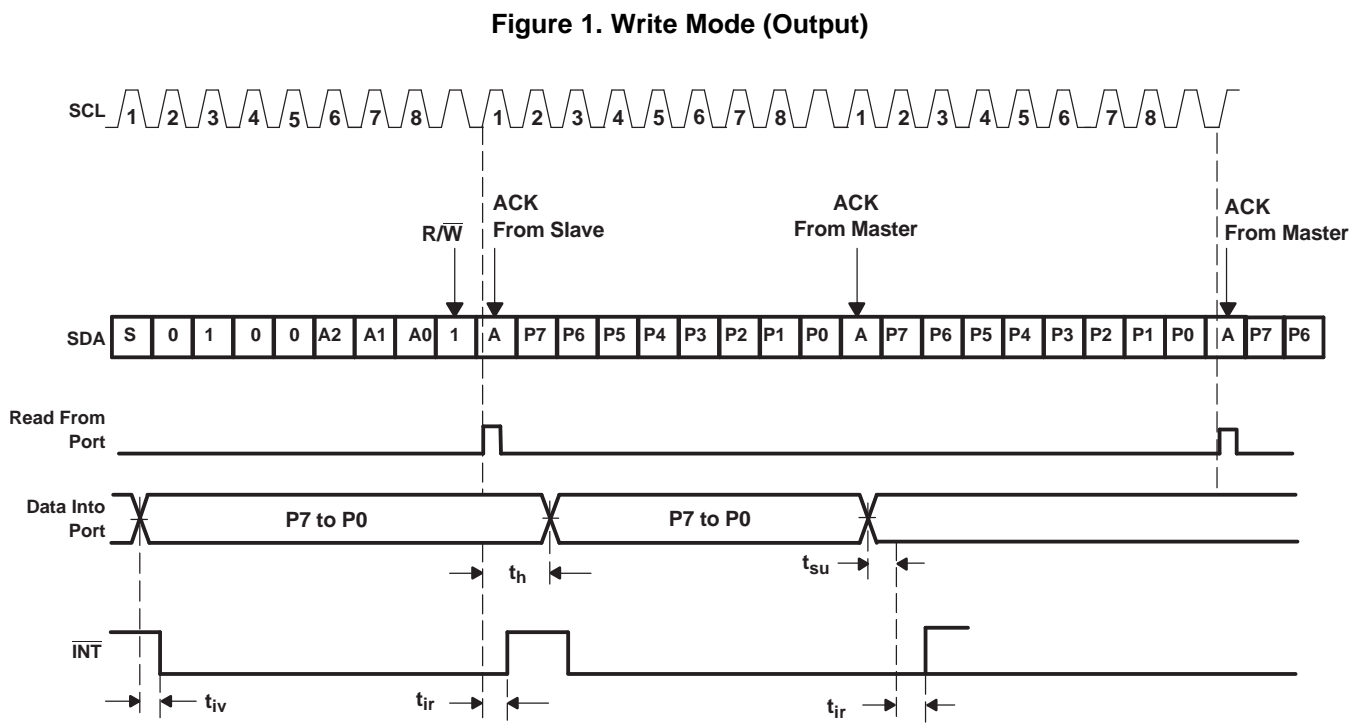 Figure 1. Write Mode (Output)
SCL 1 2 3 4 5 6 7 8 1 2 3 4 5 6 7 8 1 2 3 4 5 6 7 8
ACK
From Slave
ACK
From Master
ACK
From Master
R/W̅
SDA S 0 1 0 0 A2 A1 A0 1 A P7 P6 P5 P4 P3 P2 P1 P0 A P7 P6 P5 P4 P3 P2 P1 P0 A P7 P6
Read From
Port
Data Into
Port
P7 to P0 P7 to P0
th tsu
I̅N̅T̅
tiv tir tir